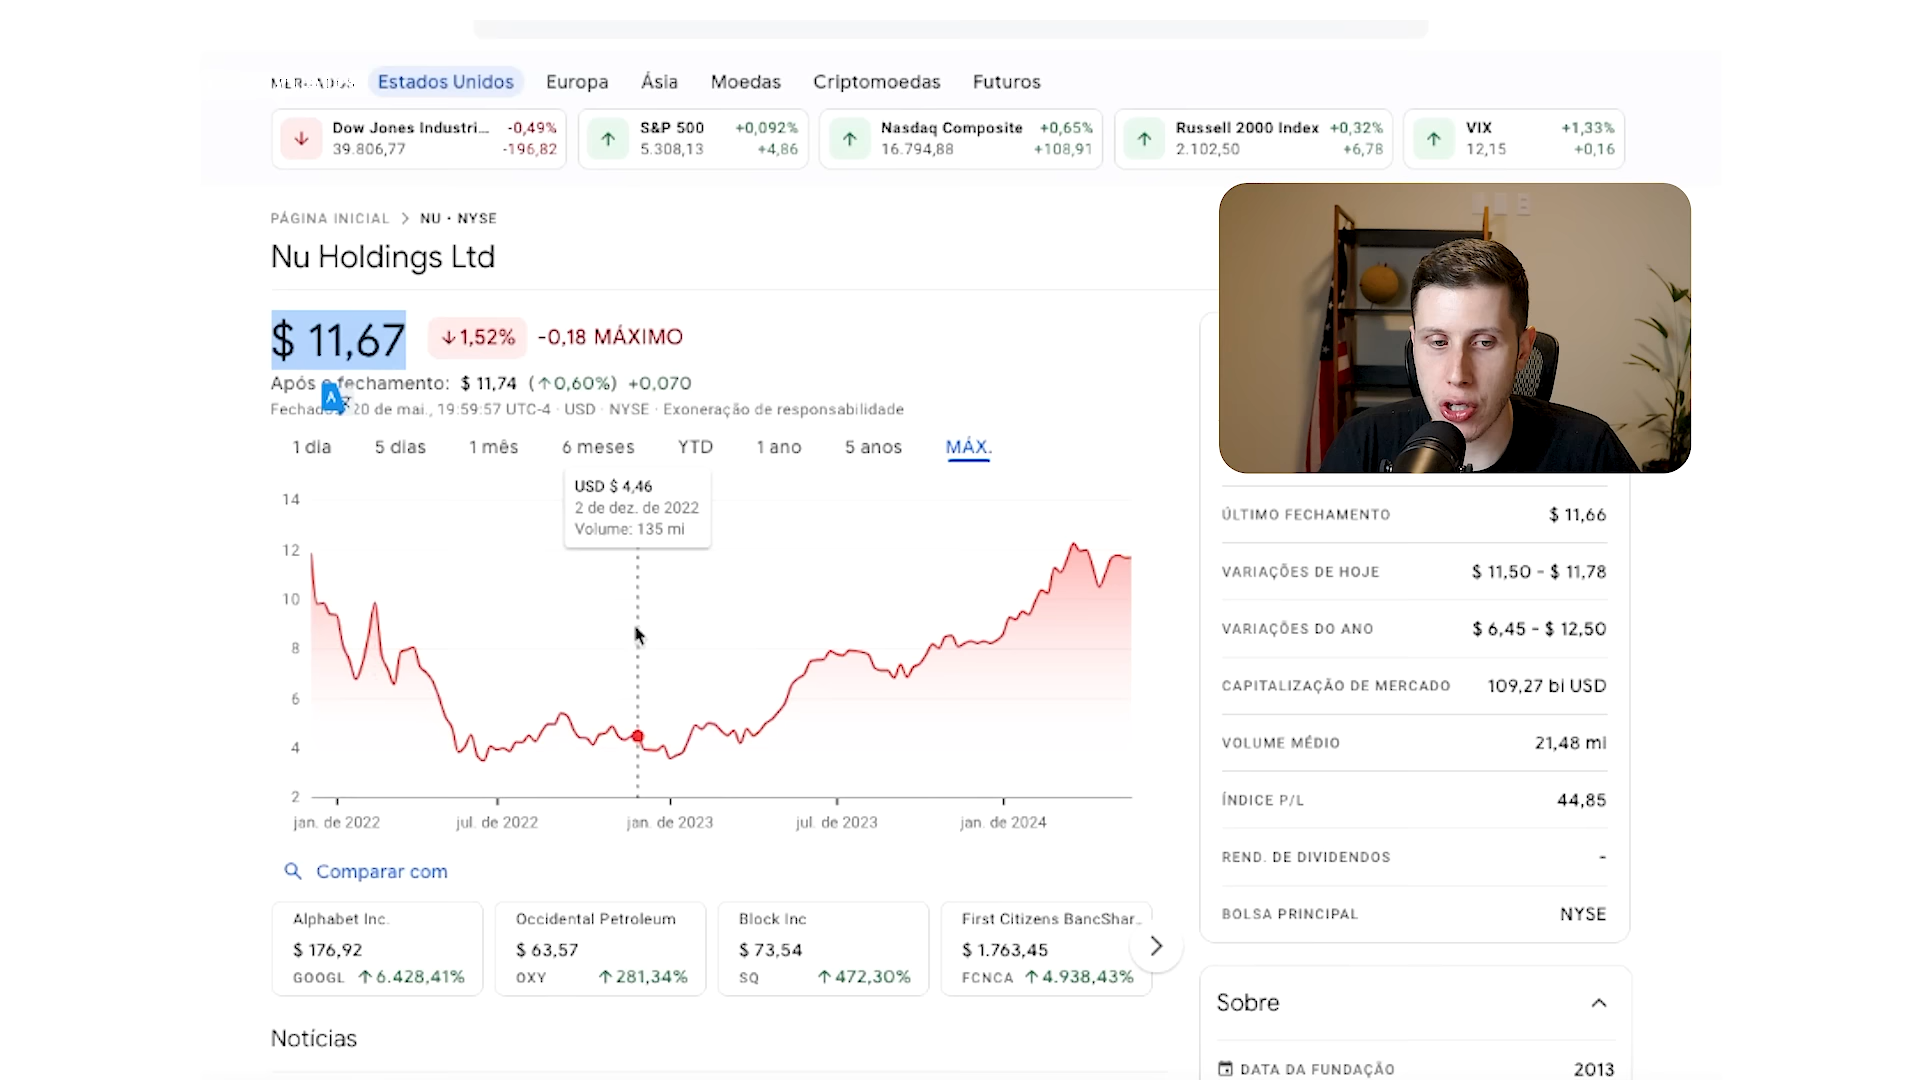 Estados Unidos Europa Ásia Moedas Criptomoedas Futuros
Dow Jones Industri... -0,49%
39.806,77 -196,82
S&P 500 +0,092%
5.308,13 +4,86
Nasdaq Composite +0,65%
16.794,88 +108,91
Russell 2000 Index +0,32%
2.102,50 +6,78
VIX +1,33%
12,15 +0,16
PÁGINA INICIAL > NU • NYSE
Nu Holdings Ltd
$ 11,67 ↓1,52% -0,18 MÁXIMO
Após o fechamento: $ 11,74 (↑0,60%) +0,070
20 de mai., 19:59:57 UTC-4 · USD · NYSE · Exoneração de responsabilidade
1 dia 5 dias 1 mês 6 meses YTD 1 ano 5 anos MÁX.
USD $ 4,46
2 de dez. de 2022
Volume: 135 mi
14
12
10
8
6
4
2
jan. de 2022 jul. de 2022 jan. de 2023 jul. de 2023 jan. de 2024
ÚLTIMO FECHAMENTO $ 11,66
VARIAÇÕES DE HOJE $ 11,50 - $ 11,78
VARIAÇÕES DO ANO $ 6,45 - $ 12,50
CAPITALIZAÇÃO DE MERCADO 109,27 bi USD
VOLUME MÉDIO 21,48 mi
ÍNDICE P/L 44,85
REND. DE DIVIDENDOS -
BOLSA PRINCIPAL NYSE
Comparar com
Alphabet Inc.
$ 176,92
GOOGL ↑6.428,41%
Occidental Petroleum
$ 63,57
OXY ↑281,34%
Block Inc
$ 73,54
SQ ↑472,30%
First Citizens BancShar...
$ 1.763,45
FCNCA ↑4.938,43%
Notícias
Sobre
DATA DA FUNDAÇÃO 2013